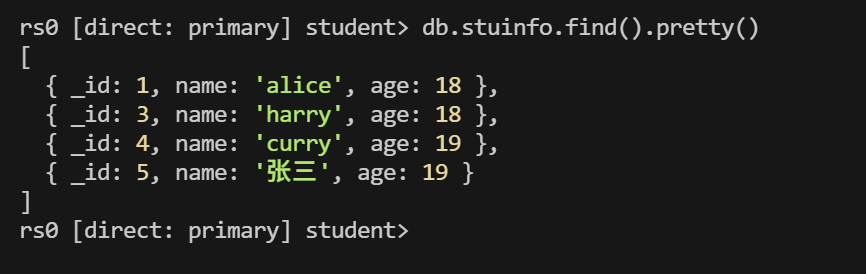 rs0 [direct: primary] student> db.stuinfo.find().pretty()
[
  { _id: 1, name: 'alice', age: 18 },
  { _id: 3, name: 'harry', age: 18 },
  { _id: 4, name: 'curry', age: 19 },
  { _id: 5, name: '张三', age: 19 }
]
rs0 [direct: primary] student>